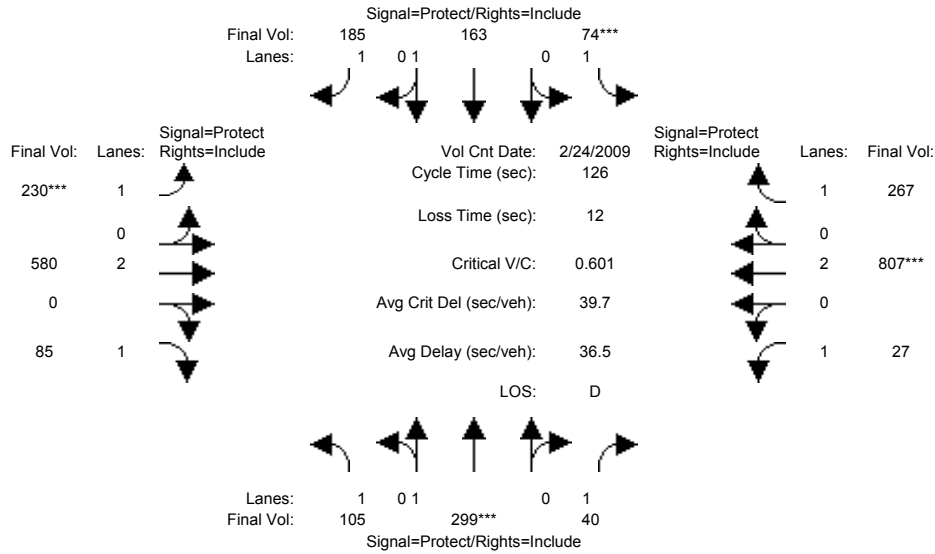 Signal=Protect/Rights=Include
Final Vol: 185 163 74***
Lanes: 1 0 1 0 1
Signal=Protect
Final Vol: Lanes: Rights=Include
Vol Cnt Date: 2/24/2009
Signal=Protect
Rights=Include Lanes: Final Vol:
Cycle Time (sec): 126
230*** 1
1 267
Loss Time (sec): 12
0
0
580 2
Critical V/C: 0.601
2 807***
0
Avg Crit Del (sec/veh): 39.7
0
85 1
Avg Delay (sec/veh): 36.5
1 27
LOS: D
Lanes: 1 0 1 0 1
Final Vol: 105 299*** 40
Signal=Protect/Rights=Include